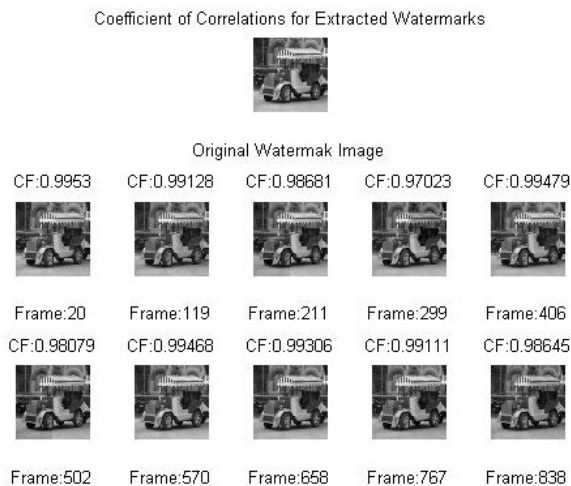 Coefficient of Correlations for Extracted Watermarks
Original Watermak Image
CF:0.9953 CF:0.99128 CF:0.98681 CF:0.97023 CF:0.99479
Frame:20 Frame:119 Frame:211 Frame:299 Frame:406
CF:0.98079 CF:0.99468 CF:0.99306 CF:0.99111 CF:0.98645
Frame:502 Frame:570 Frame:658 Frame:767 Frame:838